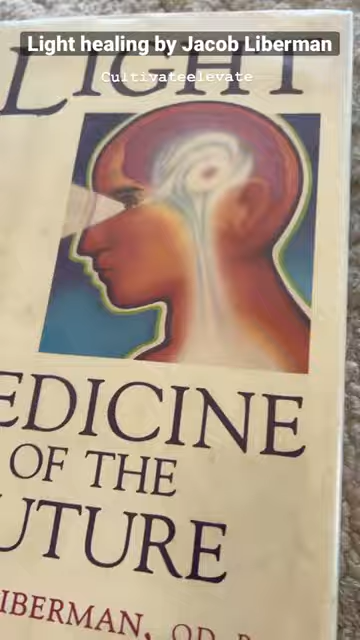 Light healing by Jacob Liberman
LIGHT
Cultivateelevate
EDICINE
OF THE
UTURE
IBERMAN, OD